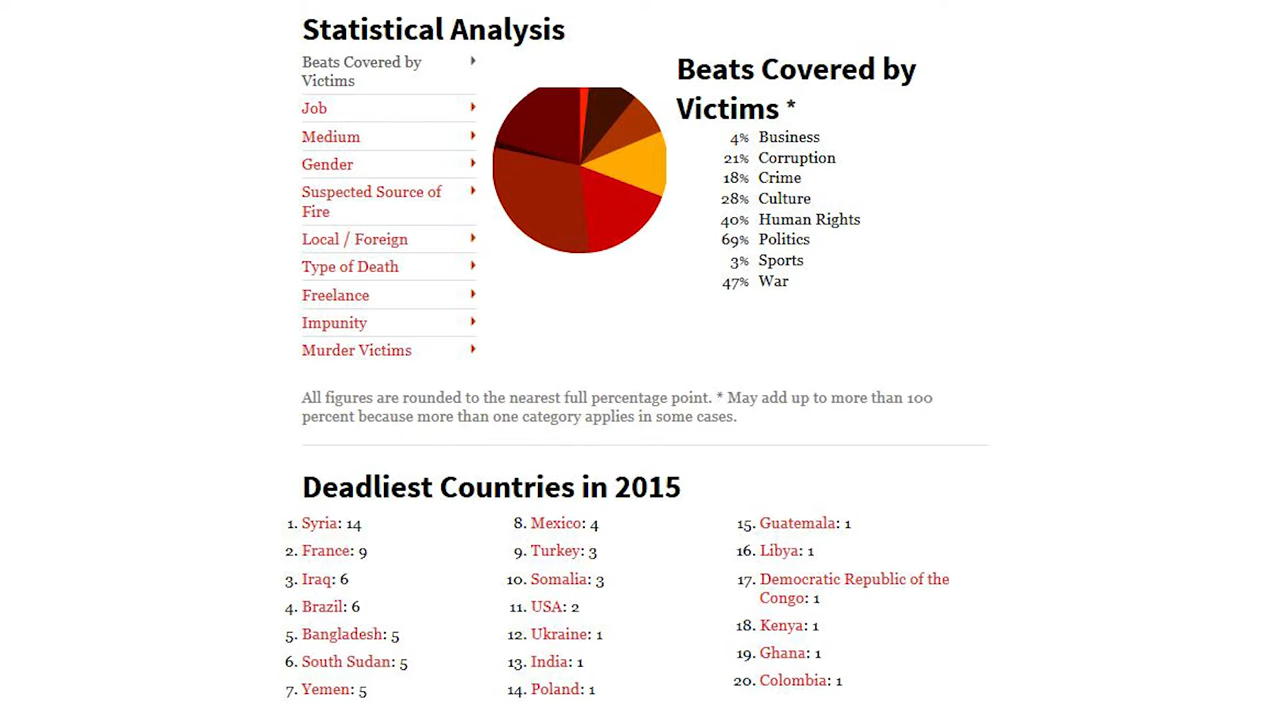 Statistical Analysis
Beats Covered by
Victims
Job
Medium
Gender
Suspected Source of
Fire
Local / Foreign
Type of Death
Freelance
Impunity
Murder Victims
Beats Covered by
Victims *
4% Business
21% Corruption
18% Crime
28% Culture
40% Human Rights
69% Politics
3% Sports
47% War
All figures are rounded to the nearest full percentage point. * May add up to more than 100
percent because more than one category applies in some cases.
Deadliest Countries in 2015
1. Syria: 14
2. France: 9
3. Iraq: 6
4. Brazil: 6
5. Bangladesh: 5
6. South Sudan: 5
7. Yemen: 5
8. Mexico: 4
9. Turkey: 3
10. Somalia: 3
11. USA: 2
12. Ukraine: 1
13. India: 1
14. Poland: 1
15. Guatemala: 1
16. Libya: 1
17. Democratic Republic of the
Congo: 1
18. Kenya: 1
19. Ghana: 1
20. Colombia: 1